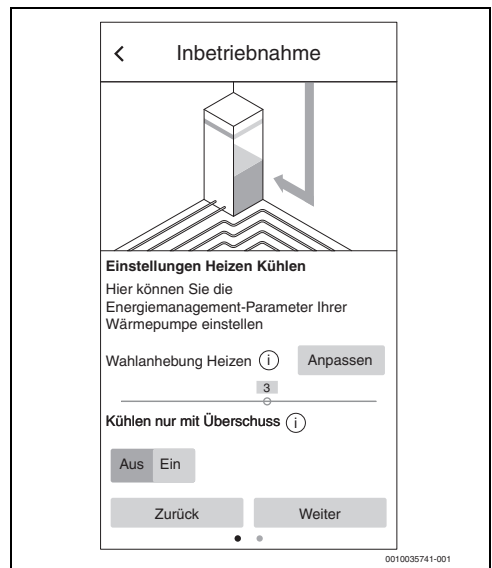 Inbetriebnahme
Einstellungen Heizen Kühlen
Hier können Sie die
Energiemanagement-Parameter Ihrer
Wärmepumpe einstellen
Wahlanhebung Heizen i Anpassen
3
Kühlen nur mit Überschuss i
Aus Ein
Zurück Weiter
0010035741-001